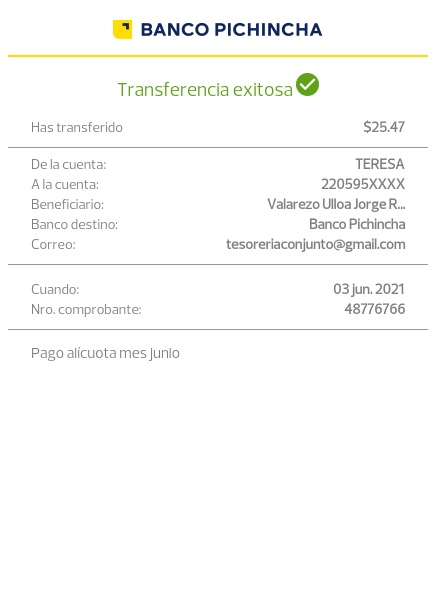 BANCO PICHINCHA
Transferencia exitosa
Has transferido $25.47
De la cuenta: TERESA
A la cuenta: 220595XXXX
Beneficiario: Valarezo Ulloa Jorge R...
Banco destino: Banco Pichincha
Correo: tesoreriaconjunto@gmail.com
Cuando: 03 jun. 2021
Nro. comprobante: 48776766
Pago alícuota mes Junio